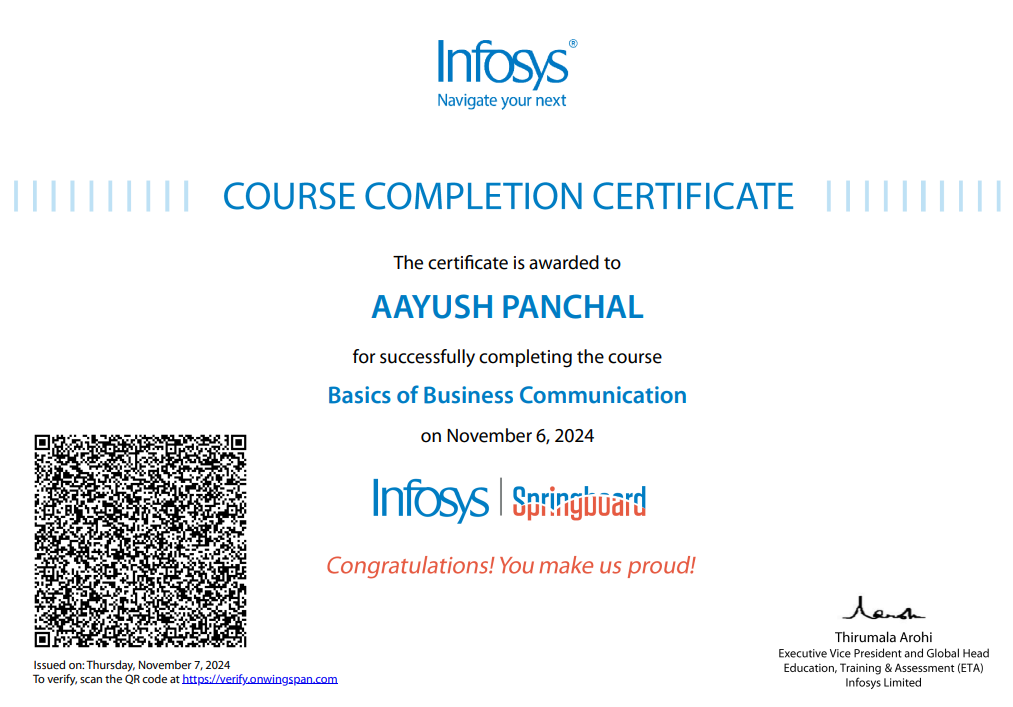 Infosys®
Navigate your next
COURSE COMPLETION CERTIFICATE
The certificate is awarded to
AAYUSH PANCHAL
for successfully completing the course
Basics of Business Communication
on November 6, 2024
Infosys | Springboard
Congratulations! You make us proud!
Thirumala Arohi
Executive Vice President and Global Head
Education, Training & Assessment (ETA)
Infosys Limited
Issued on: Thursday, November 7, 2024
To verify, scan the QR code at https://verify.onwingspan.com